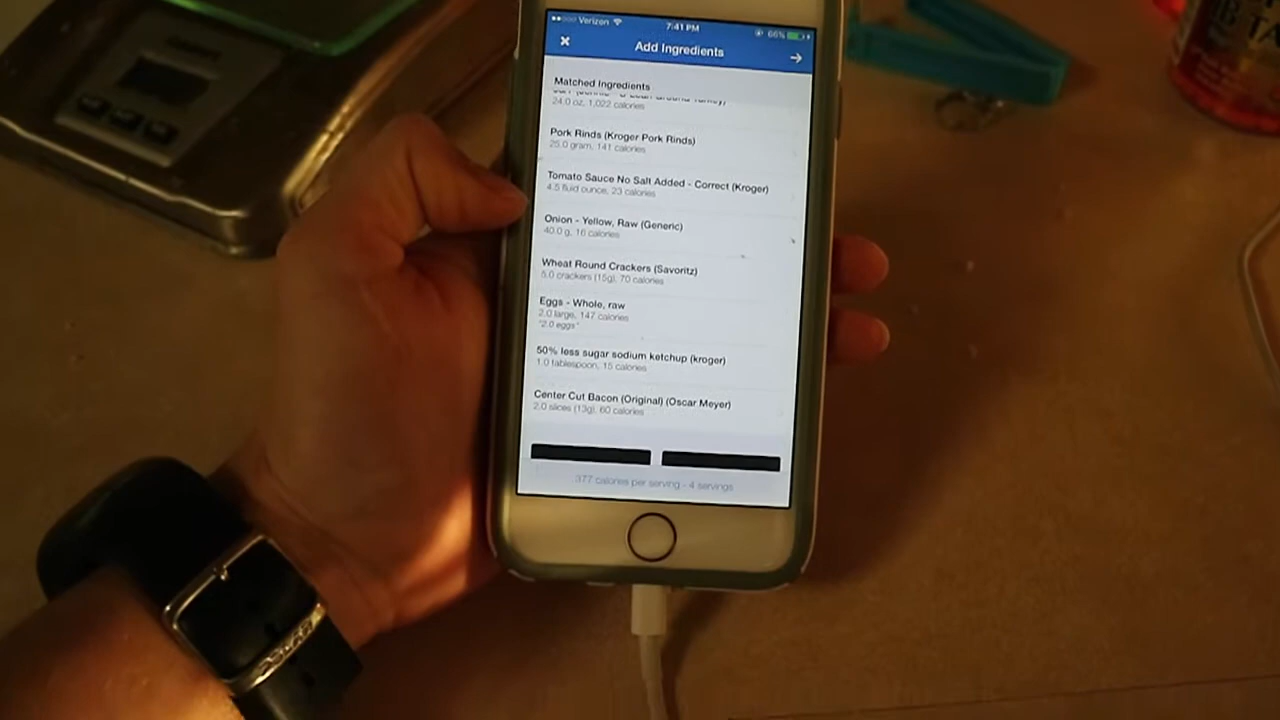 Verizon 7:41 PM 66%
Add Ingredients
Matched Ingredients
24.0 oz, 1,022 calories
Pork Rinds (Kroger Pork Rinds)
25.0 gram, 141 calories
Tomato Sauce No Salt Added - Correct (Kroger)
4.5 fluid ounce, 23 calories
Onion - Yellow, Raw (Generic)
40.0 g, 16 calories
Wheat Round Crackers (Savoritz)
5.0 crackers (15g), 70 calories
Eggs - Whole, raw
2.0 large, 147 calories
"2.0 eggs"
50% less sugar sodium ketchup (kroger)
1.0 tablespoon, 15 calories
Center Cut Bacon (Original) (Oscar Meyer)
2.0 slices (13g), 60 calories
377 calories per serving - 4 servings
POLAR